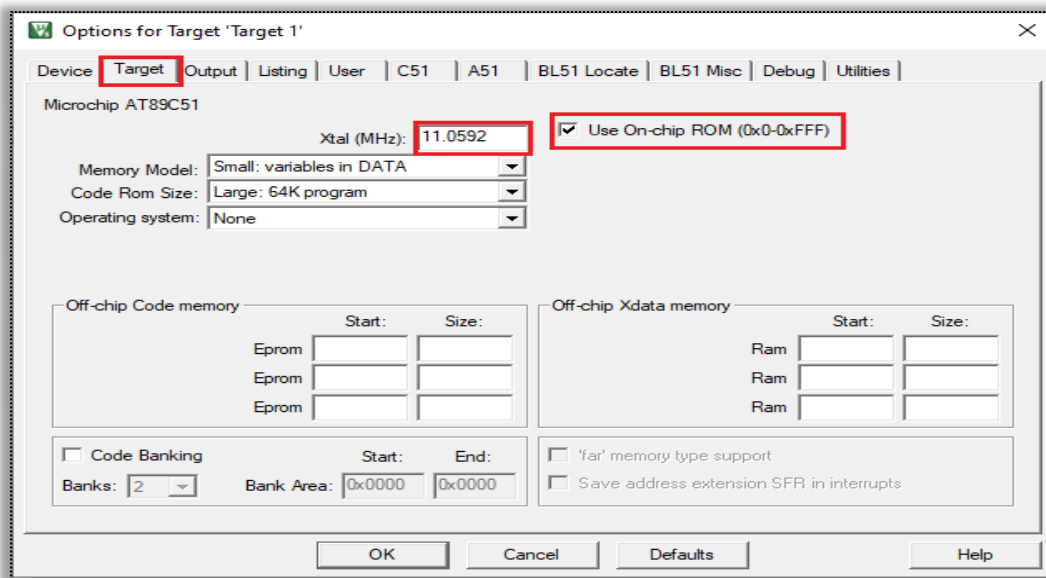 Options for Target 'Target 1'
Device Target Output Listing User C51 A51 BL51 Locate BL51 Misc Debug Utilities
Microchip AT89C51
Xtal (MHz): 11.0592 Use On-chip ROM (0x0-0xFFF)
Memory Model: Small: variables in DATA
Code Rom Size: Large: 64K program
Operating system: None
Off-chip Code memory Off-chip Xdata memory
Start: Size: Start: Size:
Eprom Ram
Eprom Ram
Eprom Ram
Code Banking Start: End: 'far' memory type support
Banks: 2 Bank Area: 0x0000 0x0000 Save address extension SFR in interrupts
OK Cancel Defaults Help